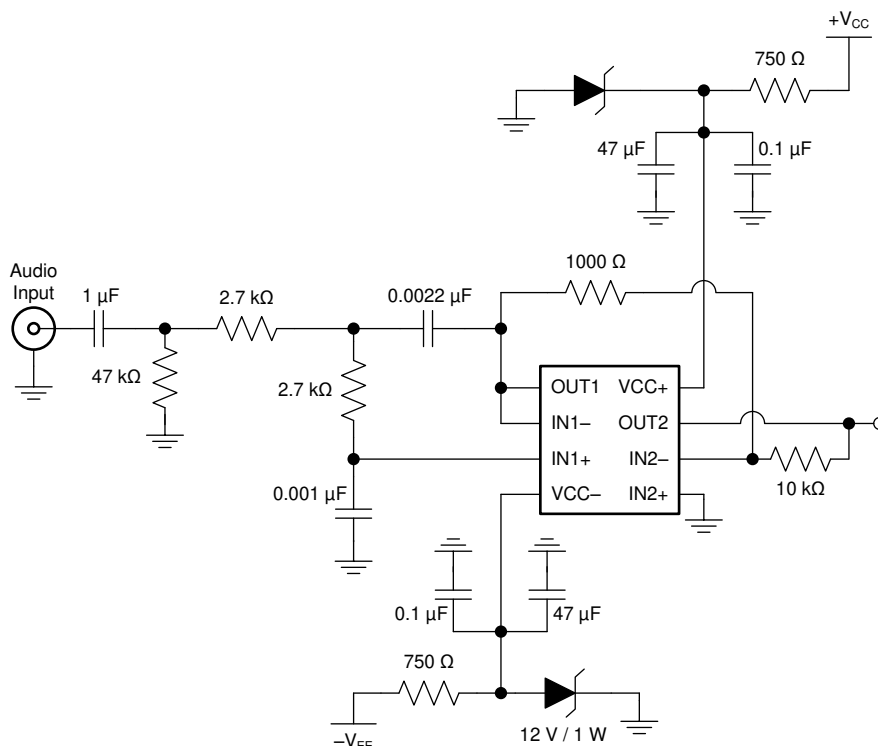 +VCC
750 Ω
47 µF
0.1 µF
Audio
Input
1 µF
2.7 kΩ
0.0022 µF
1000 Ω
47 kΩ
2.7 kΩ
OUT1 VCC+
IN1− OUT2
IN1+ IN2−
VCC− IN2+
10 kΩ
0.001 µF
0.1 µF
47 µF
750 Ω
12 V / 1 W
−VEE